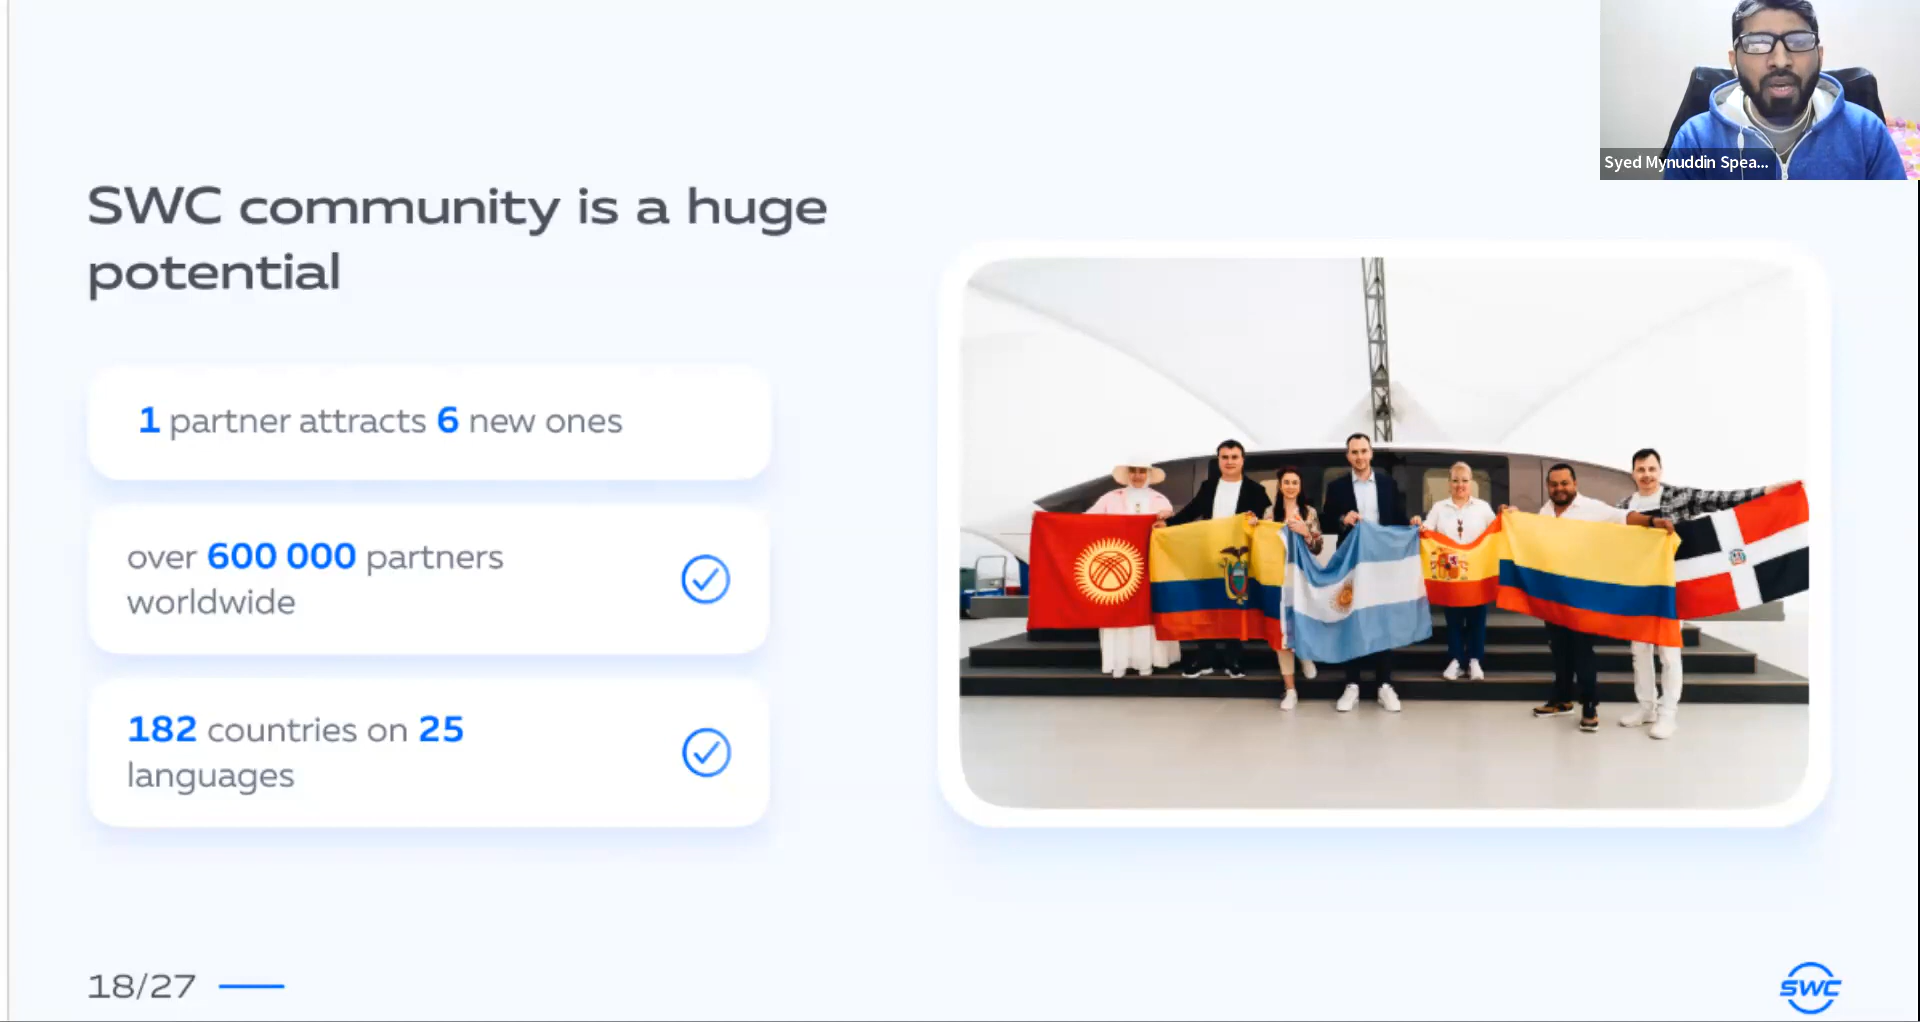 Syed Mynuddin Spea...
SWC community is a huge
potential
1 partner attracts 6 new ones
over 600 000 partners
worldwide
182 countries on 25
languages
18/27
SWC